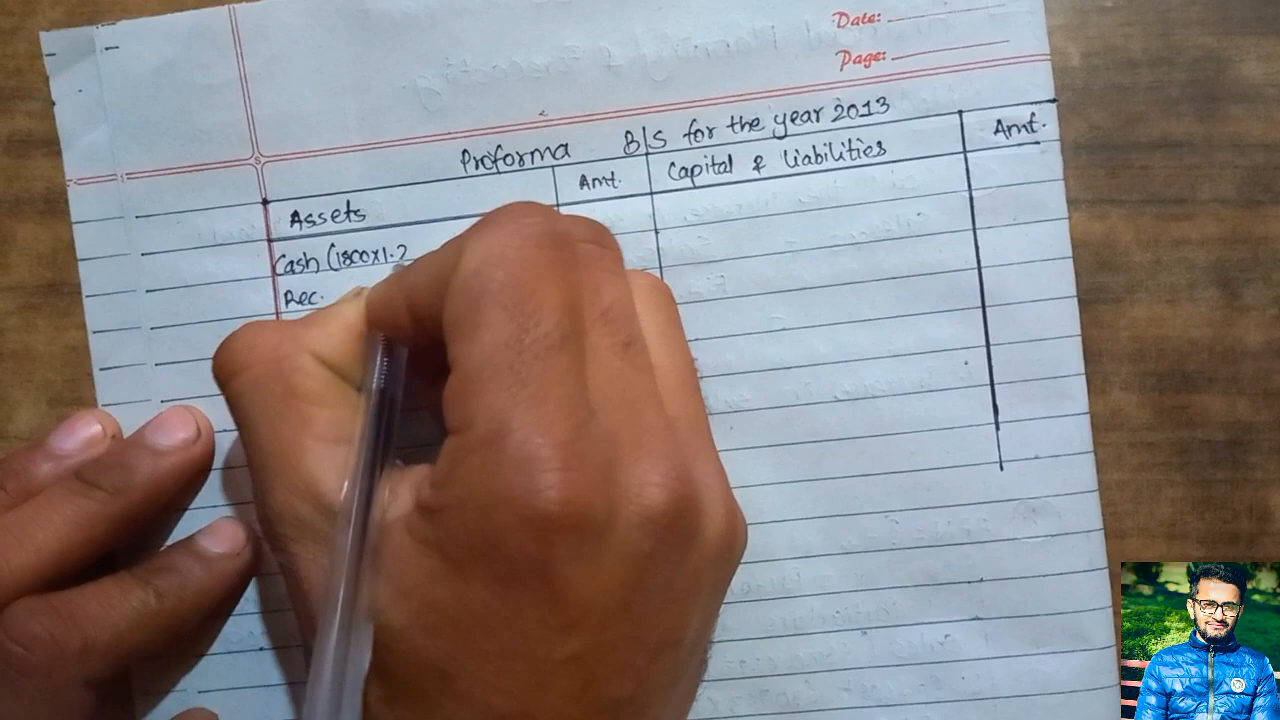 Date:
Page:
Proforma B/S for the year 2013
Assets Amt. Capital & Liabilities Amt.
Cash (1800x1.2
Rec.